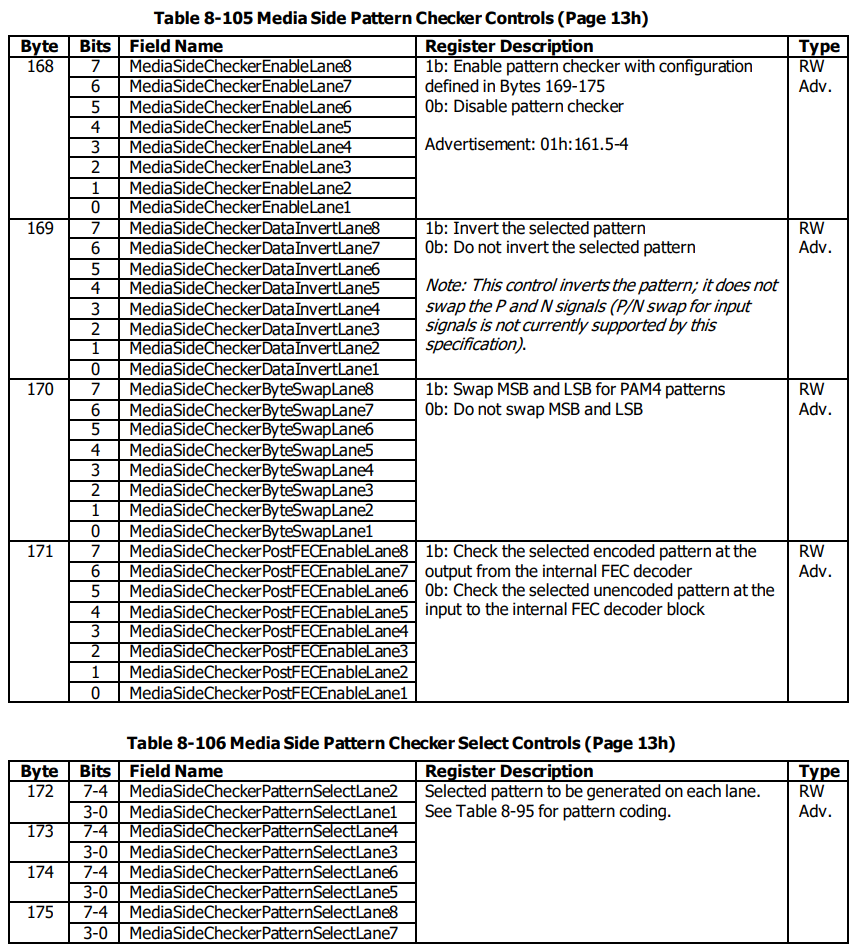 Table 8-105 Media Side Pattern Checker Controls (Page 13h)
Byte Bits Field Name Register Description Type
168 7 MediaSideCheckerEnableLane8 1b: Enable pattern checker with configuration RW
6 MediaSideCheckerEnableLane7 defined in Bytes 169-175 Adv.
5 MediaSideCheckerEnableLane6 0b: Disable pattern checker
4 MediaSideCheckerEnableLane5
3 MediaSideCheckerEnableLane4 Advertisement: 01h:161.5-4
2 MediaSideCheckerEnableLane3
1 MediaSideCheckerEnableLane2
0 MediaSideCheckerEnableLane1
169 7 MediaSideCheckerDataInvertLane8 1b: Invert the selected pattern RW
6 MediaSideCheckerDataInvertLane7 0b: Do not invert the selected pattern Adv.
5 MediaSideCheckerDataInvertLane6
4 MediaSideCheckerDataInvertLane5 Note: This control inverts the pattern; it does not
3 MediaSideCheckerDataInvertLane4 swap the P and N signals (P/N swap for input
2 MediaSideCheckerDataInvertLane3 signals is not currently supported by this
1 MediaSideCheckerDataInvertLane2 specification).
0 MediaSideCheckerDataInvertLane1
170 7 MediaSideCheckerByteSwapLane8 1b: Swap MSB and LSB for PAM4 patterns RW
6 MediaSideCheckerByteSwapLane7 0b: Do not swap MSB and LSB Adv.
5 MediaSideCheckerByteSwapLane6
4 MediaSideCheckerByteSwapLane5
3 MediaSideCheckerByteSwapLane4
2 MediaSideCheckerByteSwapLane3
1 MediaSideCheckerByteSwapLane2
0 MediaSideCheckerByteSwapLane1
171 7 MediaSideCheckerPostFECEnableLane8 1b: Check the selected encoded pattern at the RW
6 MediaSideCheckerPostFECEnableLane7 output from the internal FEC decoder Adv.
5 MediaSideCheckerPostFECEnableLane6 0b: Check the selected unencoded pattern at the
4 MediaSideCheckerPostFECEnableLane5 input to the internal FEC decoder block
3 MediaSideCheckerPostFECEnableLane4
2 MediaSideCheckerPostFECEnableLane3
1 MediaSideCheckerPostFECEnableLane2
0 MediaSideCheckerPostFECEnableLane1
Table 8-106 Media Side Pattern Checker Select Controls (Page 13h)
Byte Bits Field Name Register Description Type
172 7-4 MediaSideCheckerPatternSelectLane2 Selected pattern to be generated on each lane. RW
3-0 MediaSideCheckerPatternSelectLane1 See Table 8-95 for pattern coding. Adv.
173 7-4 MediaSideCheckerPatternSelectLane4
3-0 MediaSideCheckerPatternSelectLane3
174 7-4 MediaSideCheckerPatternSelectLane6
3-0 MediaSideCheckerPatternSelectLane5
175 7-4 MediaSideCheckerPatternSelectLane8
3-0 MediaSideCheckerPatternSelectLane7